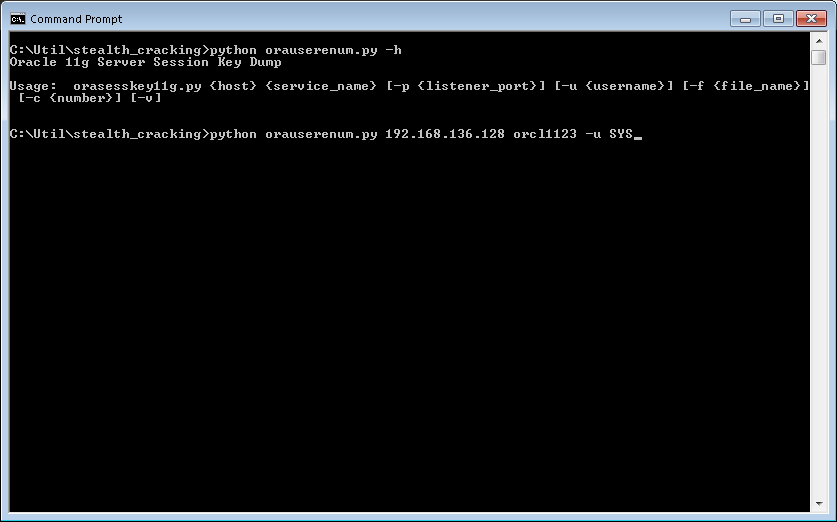 Command Prompt
C:\Util\stealth_cracking>python orauserenum.py -h
Oracle 11g Server Session Key Dump
Usage:  orasesskey11g.py {host} {service_name} [-p {listener_port}] [-u {username}] [-f {file_name}]
 [-c {number}] [-v]
C:\Util\stealth_cracking>python orauserenum.py 192.168.136.128 orcl1123 -u SYS_